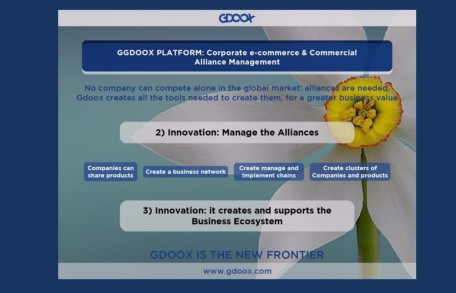 GDOOX
GGDOOX PLATFORM: Corporate e-commerce & Commercial
Alliance Management
No company can compete alone in the global market: alliances are needed.
Gdoox creates all the tools needed to create them, for a greater business value
2) Innovation: Manage the Alliances
Companies can
share products
Create a business network
Create manage and
Implement chains
Create clusters of
Companies and products
3) Innovation: it creates and supports the
Business Ecosystem
GDOOX IS THE NEW FRONTIER
www.gdoox.com